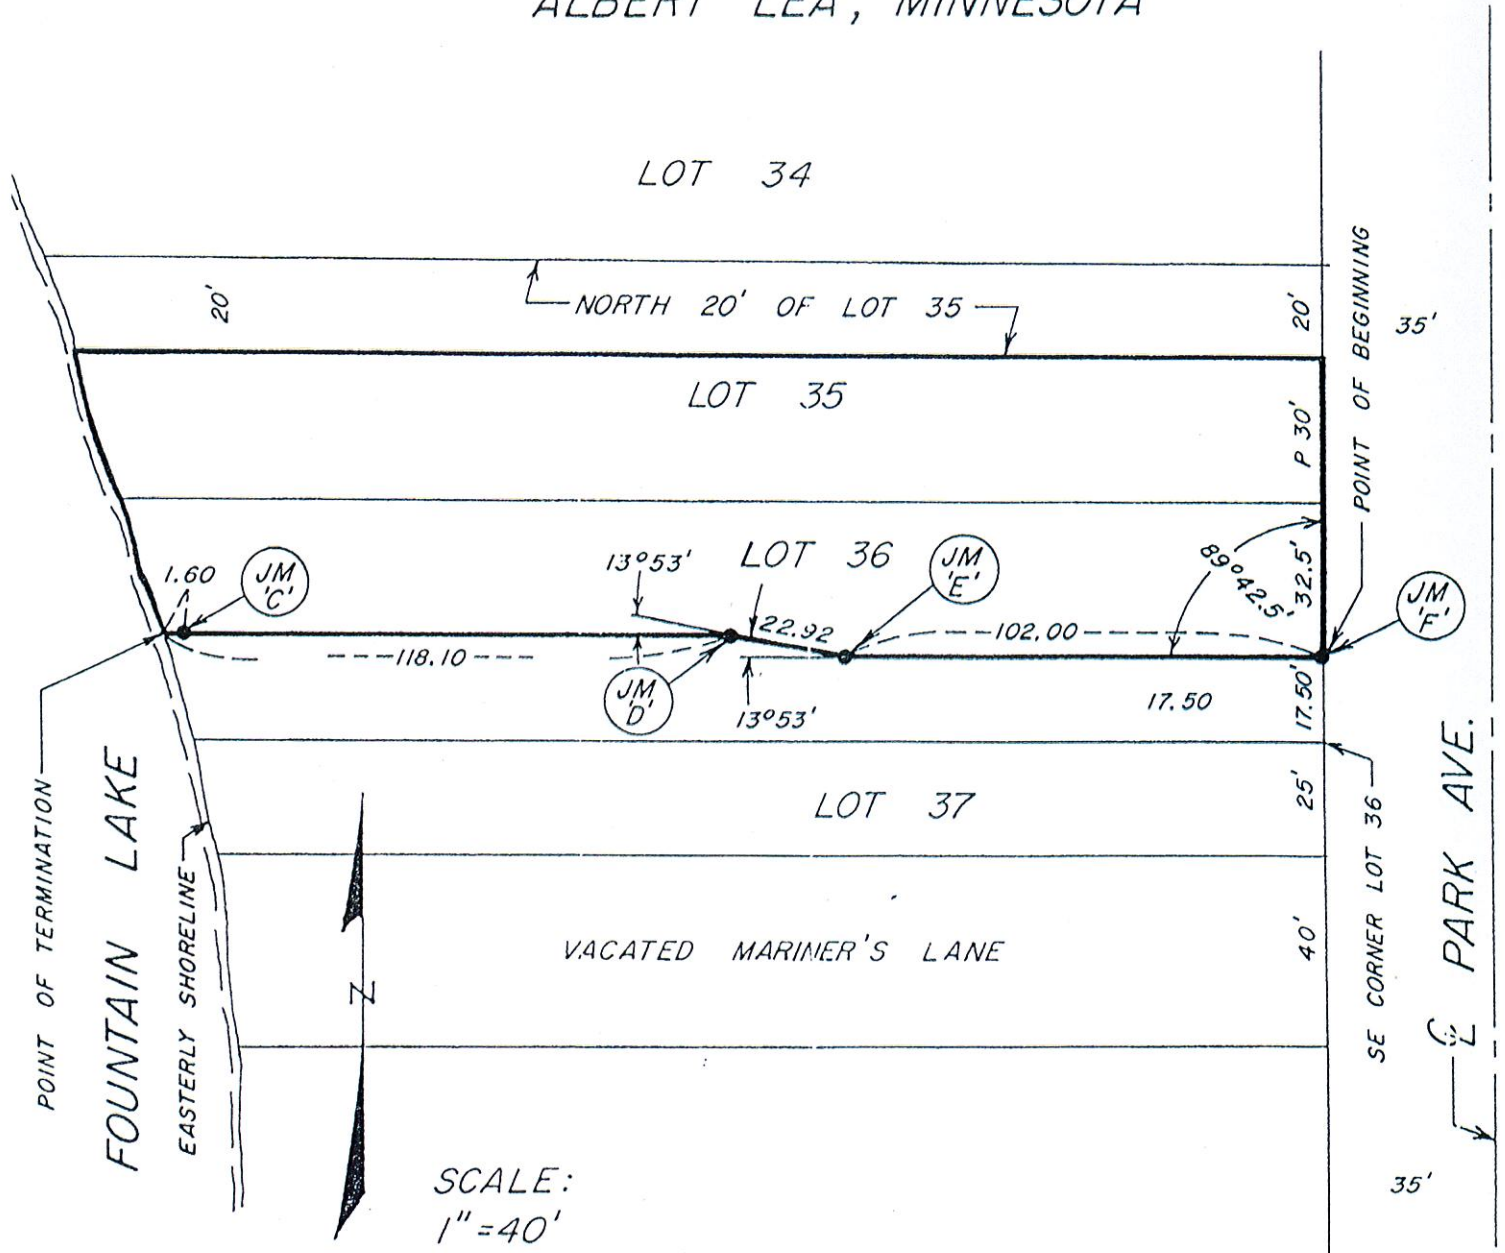 ALBERT LEA, MINNESOTA
LOT 34
20'
NORTH 20' OF LOT 35
20'
35'
POINT OF BEGINNING
LOT 35
P 30'
1.60
JM
'C'
13°53'
LOT 36
JM
'E'
89°42.5'
32.5'
JM
'F'
22.92
102.00
118.10
JM
'D'
13°53'
17.50
17.50'
POINT OF TERMINATION
FOUNTAIN LAKE
EASTERLY SHORELINE
LOT 37
25'
SE CORNER LOT 36
℄ PARK AVE.
VACATED MARINER'S LANE
40'
N
SCALE:
1"=40'
35'